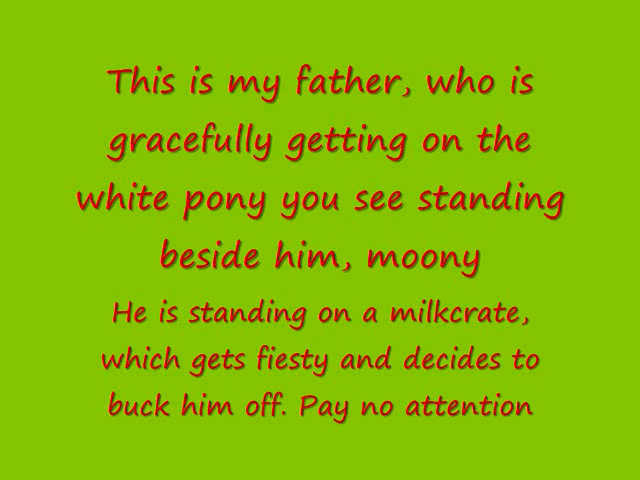 This is my father, who is
gracefully getting on the
white pony you see standing
beside him, moony
He is standing on a milkcrate,
which gets fiesty and decides to
buck him off. Pay no attention